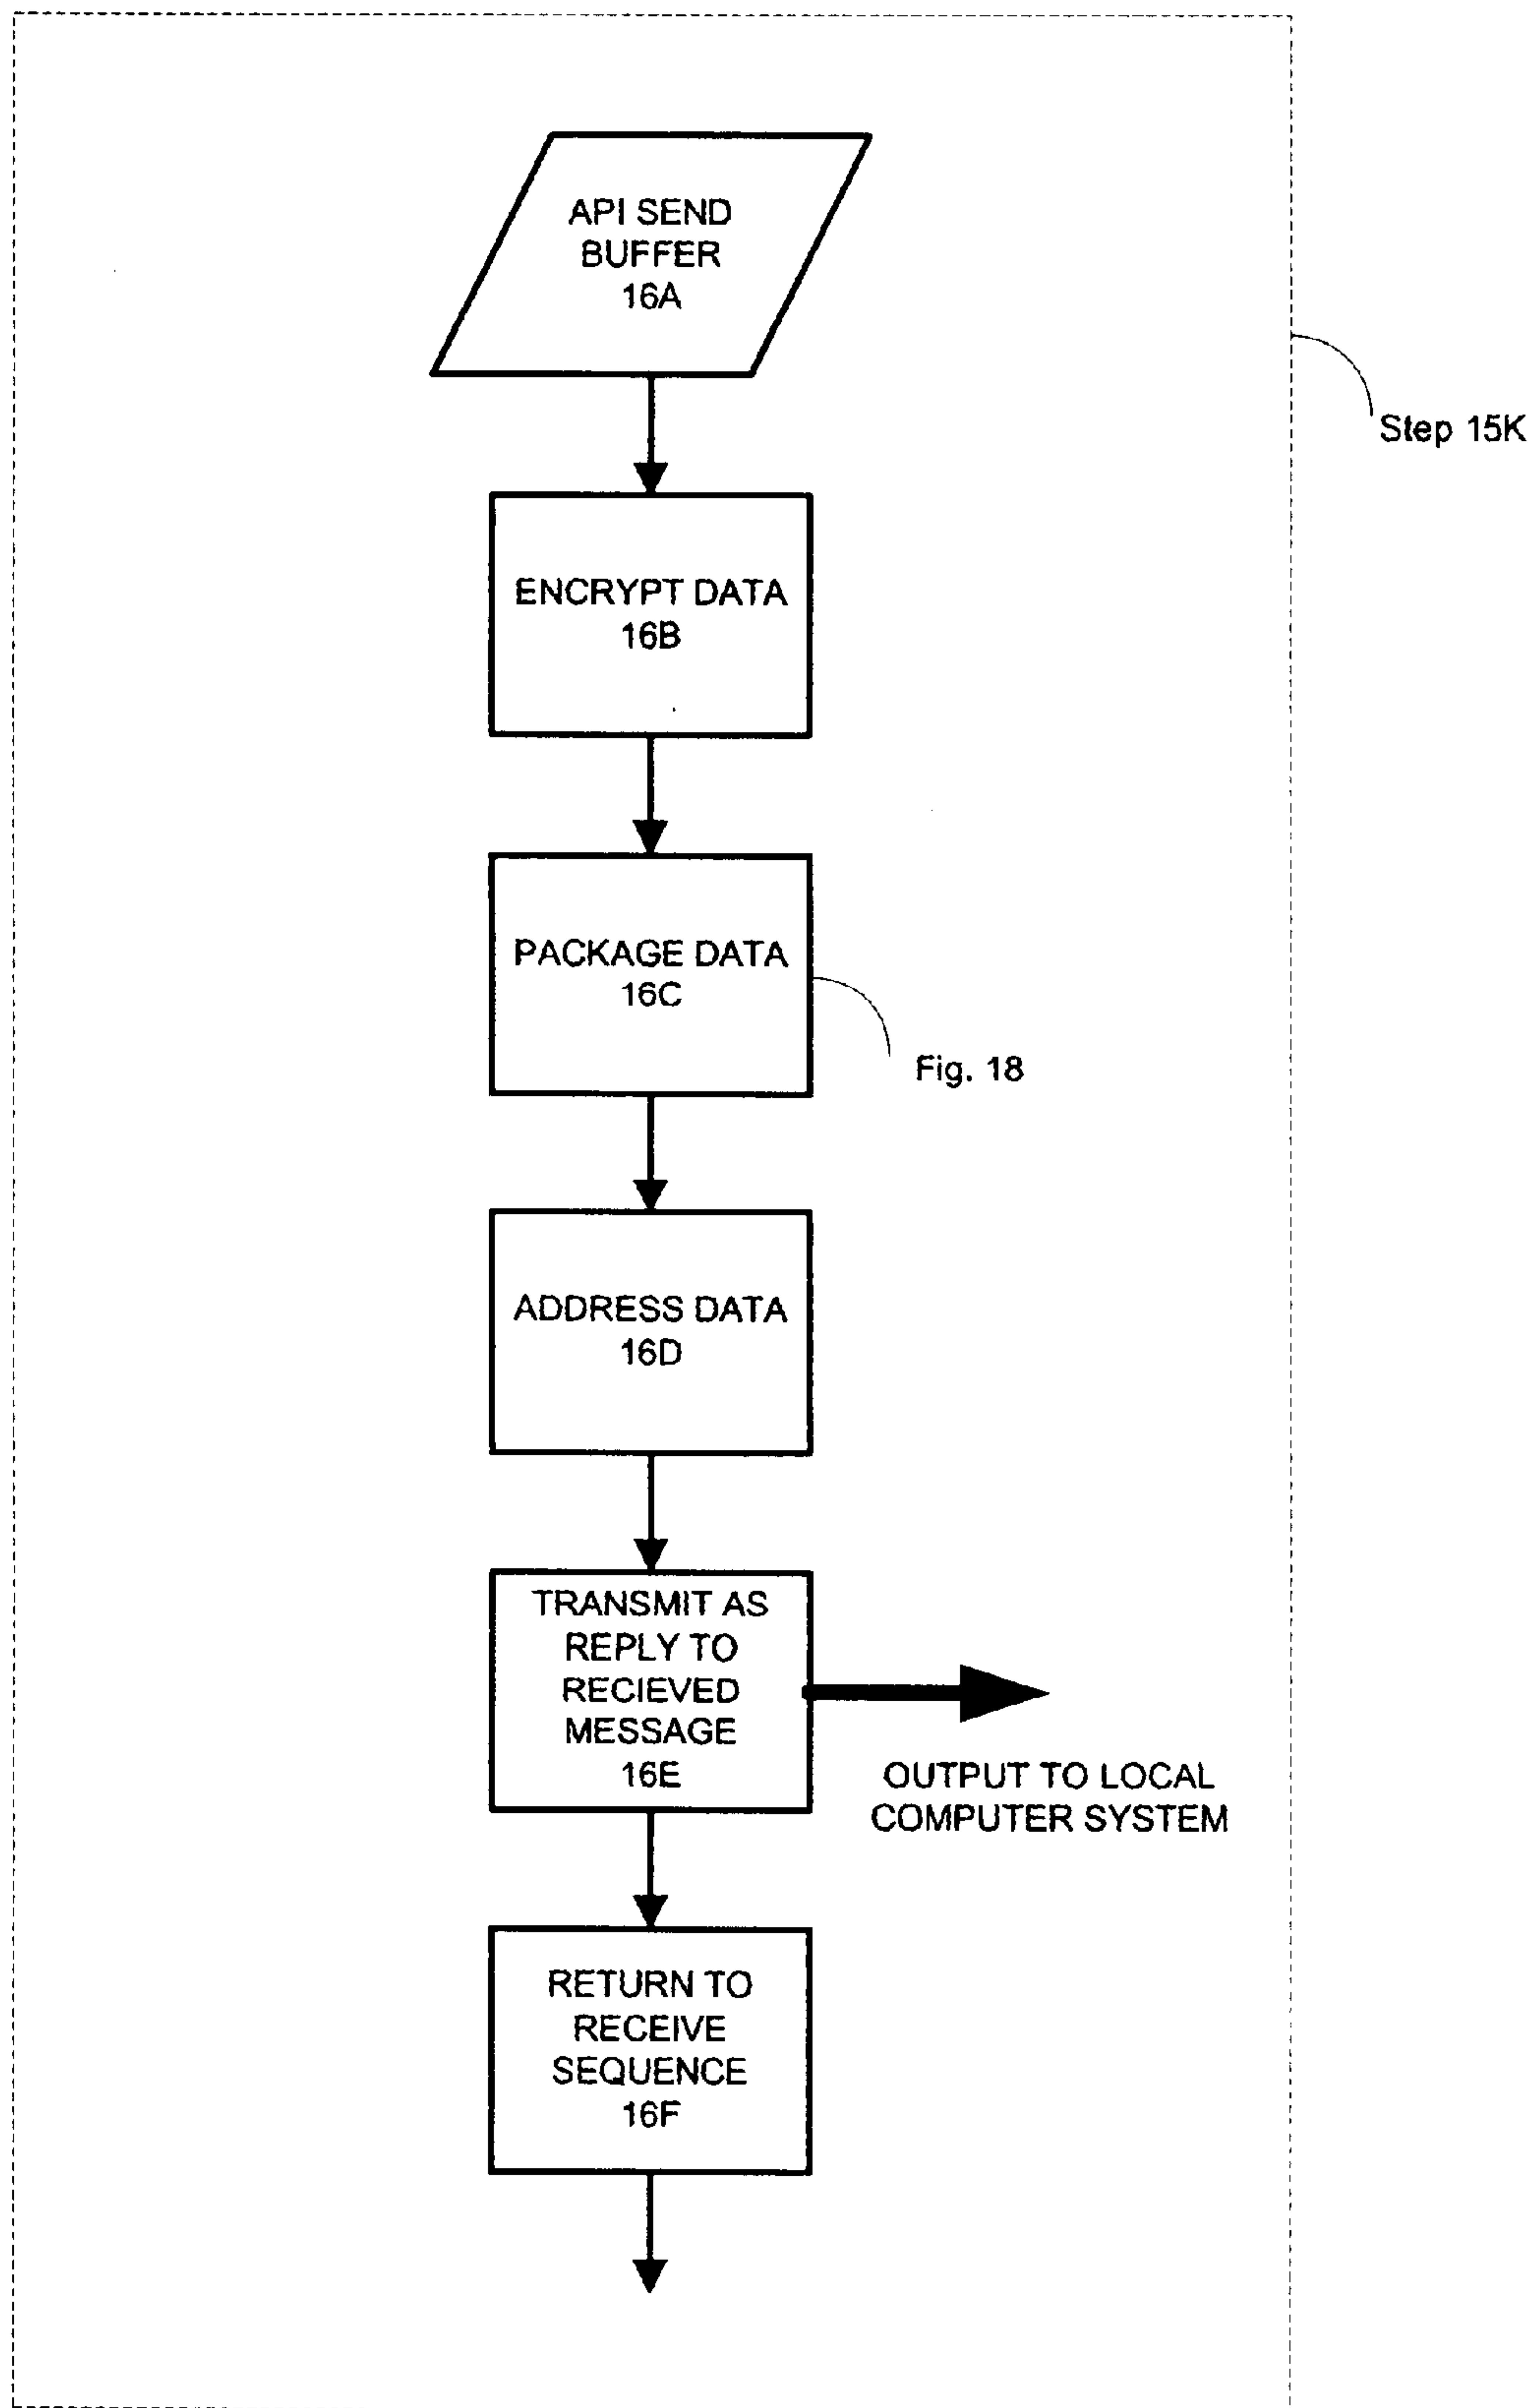 API SEND
BUFFER
16A
Step 15K
ENCRYPT DATA
16B
PACKAGE DATA
16C
Fig. 18
ADDRESS DATA
16D
TRANSMIT AS
REPLY TO
RECIEVED
MESSAGE
16E
OUTPUT TO LOCAL
COMPUTER SYSTEM
RETURN TO
RECEIVE
SEQUENCE
16F